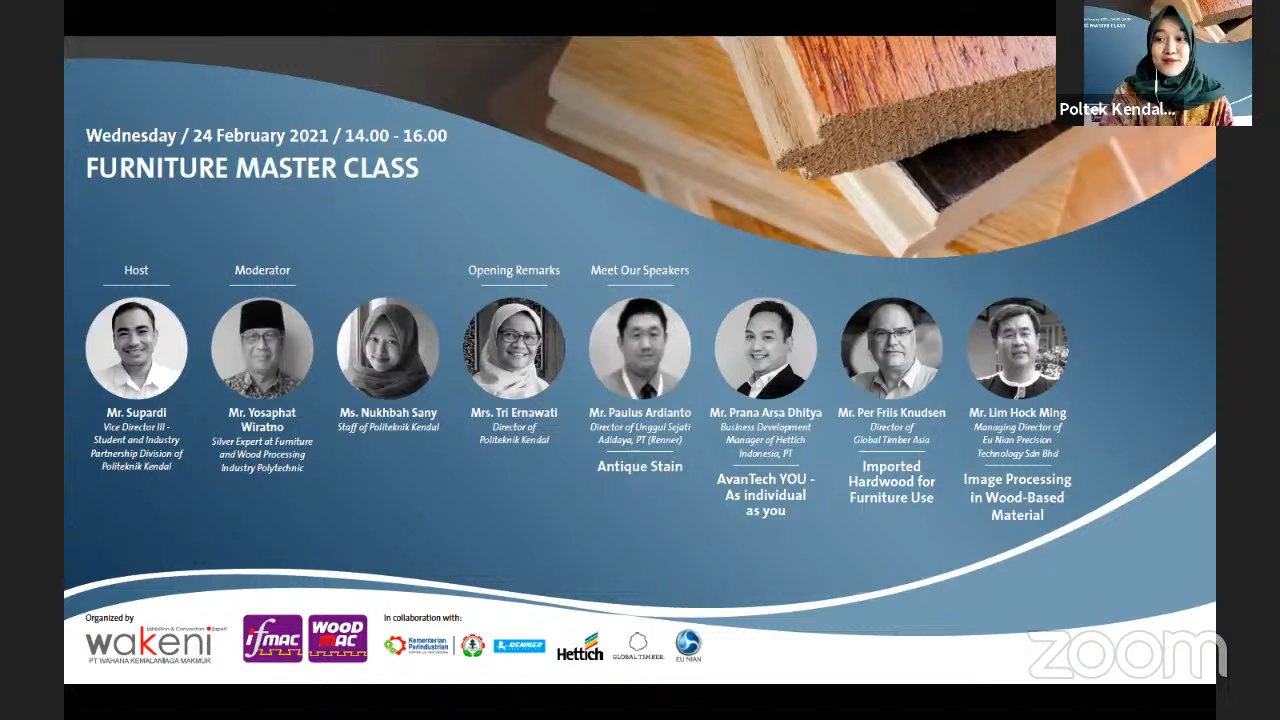 Poltek Kendal...
Wednesday / 24 February 2021 / 14.00 - 16.00
FURNITURE MASTER CLASS
Host
Moderator
Opening Remarks
Meet Our Speakers
Mr. Supardi
Vice Director III -
Student and Industry
Partnership Division of
Politeknik Kendal
Mr. Yosaphat
Wiratno
Silver Expert at Furniture
and Wood Processing
Industry Polytechnic
Ms. Nukhbah Sany
Staff of Politeknik Kendal
Mrs. Tri Ernawati
Director of
Politeknik Kendal
Mr. Paulus Ardianto
Director of Unggul Sejati
Adidaya, PT (Renner)
Antique Stain
Mr. Prana Arsa Dhitya
Business Development
Manager of Hettich
Indonesia, PT
AvanTech YOU -
As individual
as you
Mr. Per Friis Knudsen
Director of
Global Timber Asia
Imported
Hardwood for
Furniture Use
Mr. Lim Hock Ming
Managing Director of
Eu Nian Precision
Technology Sdn Bhd
Image Processing
in Wood-Based
Material
Organized by
Exhibition & Convention Expert
wakeni
PT WAHANA KEMALANIAGA MAKMUR
ifmac
WOOD
mac
In collaboration with:
Kementerian
Perindustrian
RENNER
Hettich
GLOBAL TIMBER
EU NIAN
zoom